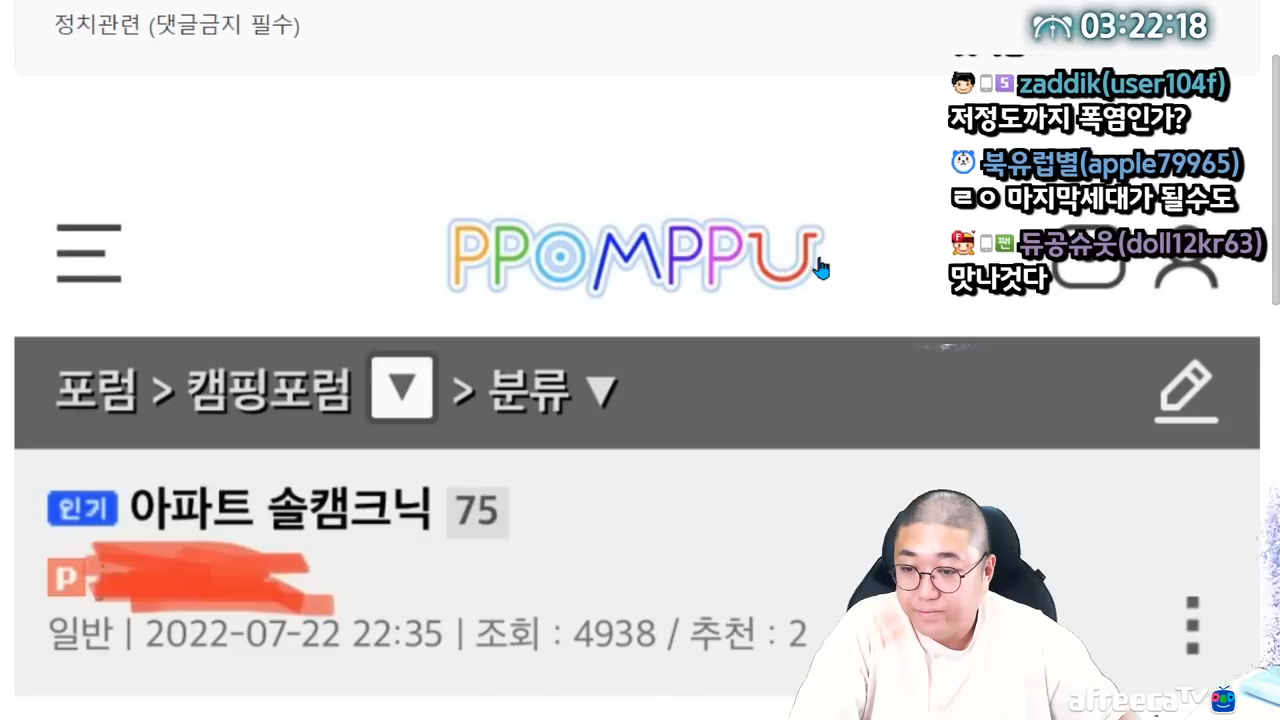 정치관련 (댓글금지 필수)
03:22:18
zaddik(user104f)
저정도까지 폭염인가?
북유럽별(apple79965)
ㄹㅇ 마지막세대가 될수도
듀공슈웃(doll12kr63)
맛나것다
PPOMPPU
포럼 > 캠핑포럼 ▼ > 분류 ▼
인기 아파트 솔캠크닉 75
P
일반 | 2022-07-22 22:35 | 조회 : 4938 / 추천 : 2
afreecaTV